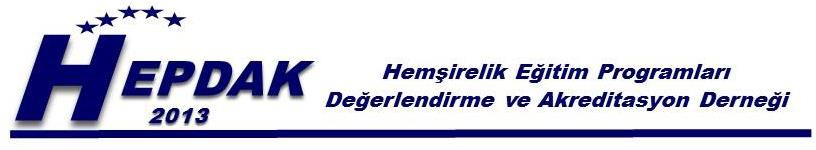 HEPDAK
2013
Hemşirelik Eğitim Programları
Değerlendirme ve Akreditasyon Derneği